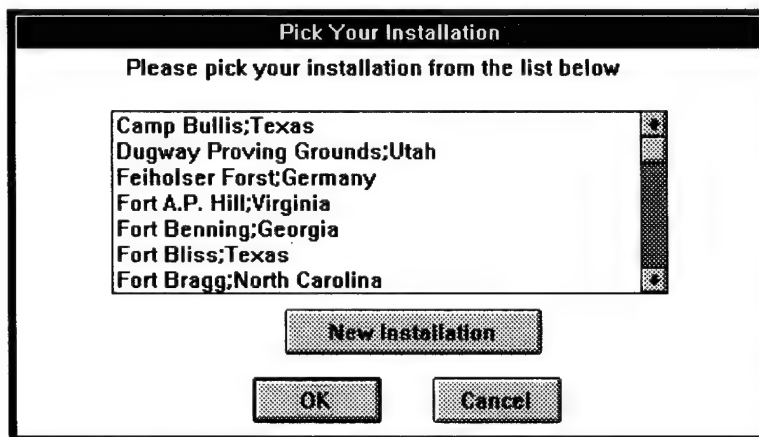 Pick Your Installation
Please pick your installation from the list below
Camp Bullis;Texas
Dugway Proving Grounds;Utah
Feiholser Forst;Germany
Fort A.P. Hill;Virginia
Fort Benning;Georgia
Fort Bliss;Texas
Fort Bragg;North Carolina
New Installation
OK
Cancel